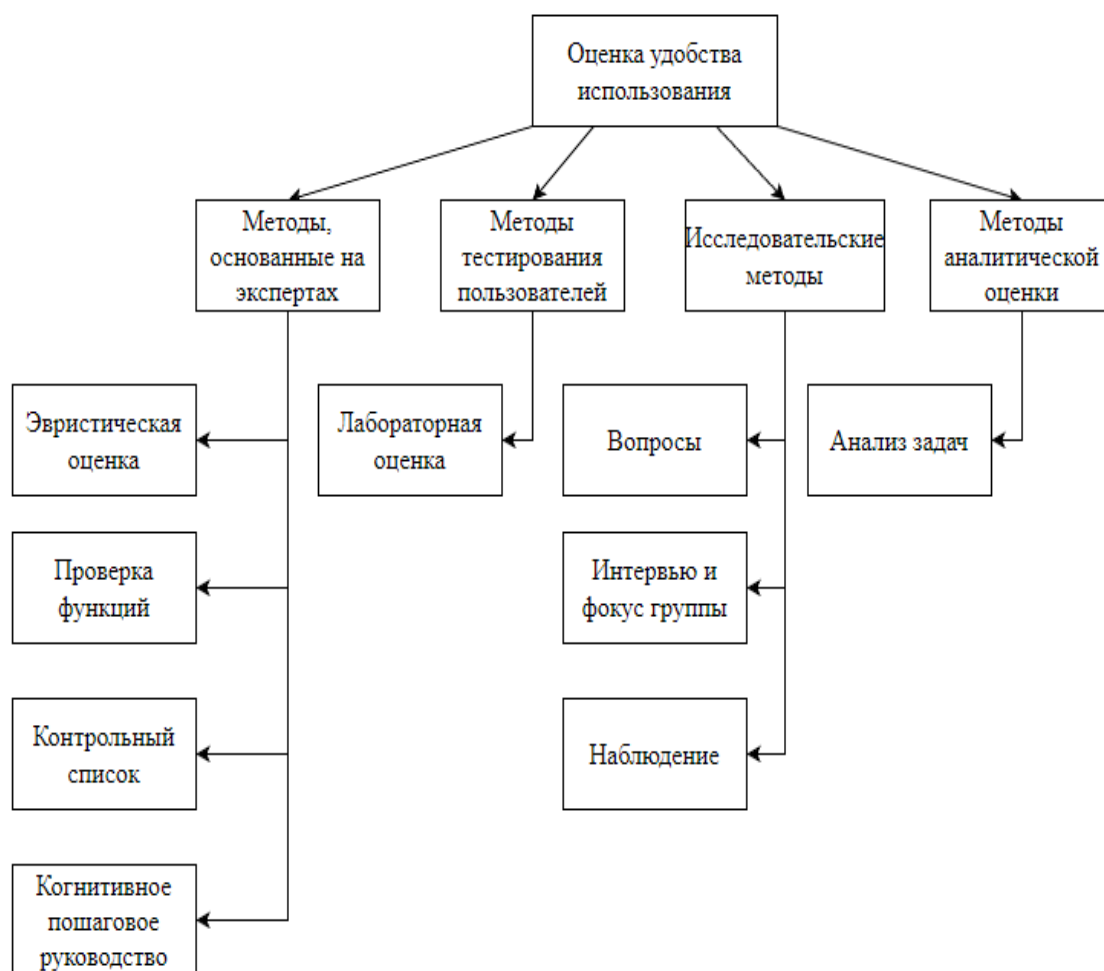 Оценка удобства
использования
Методы,
основанные на
экспертах
Методы
тестирования
пользователей
Исследовательские
методы
Методы
аналитической
оценки
Эвристическая
оценка
Лабораторная
оценка
Вопросы
Анализ задач
Проверка
функций
Интервью и
фокус группы
Контрольный
список
Наблюдение
Когнитивное
пошаговое
руководство